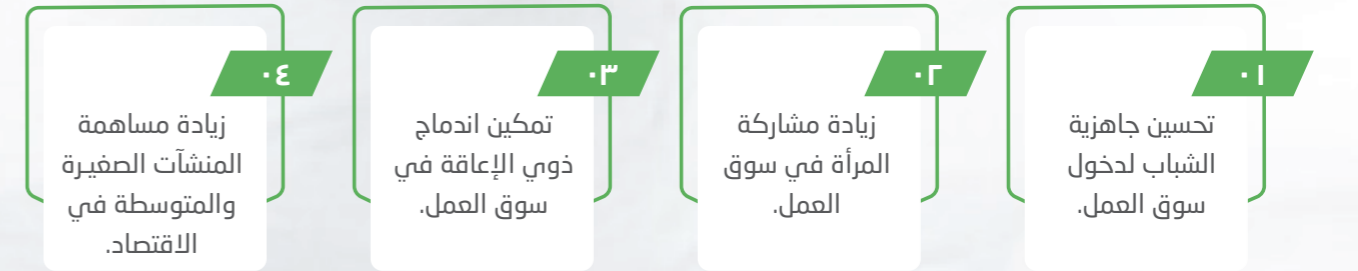 ٠١
تحسين جاهزية
الشباب لدخول
سوق العمل.
٠٢
زيادة مشاركة
المرأة في سوق
العمل.
٠٣
تمكين اندماج
ذوي الإعاقة في
سوق العمل.
٠٤
زيادة مساهمة
المنشآت الصغيرة
والمتوسطة في
الاقتصاد.